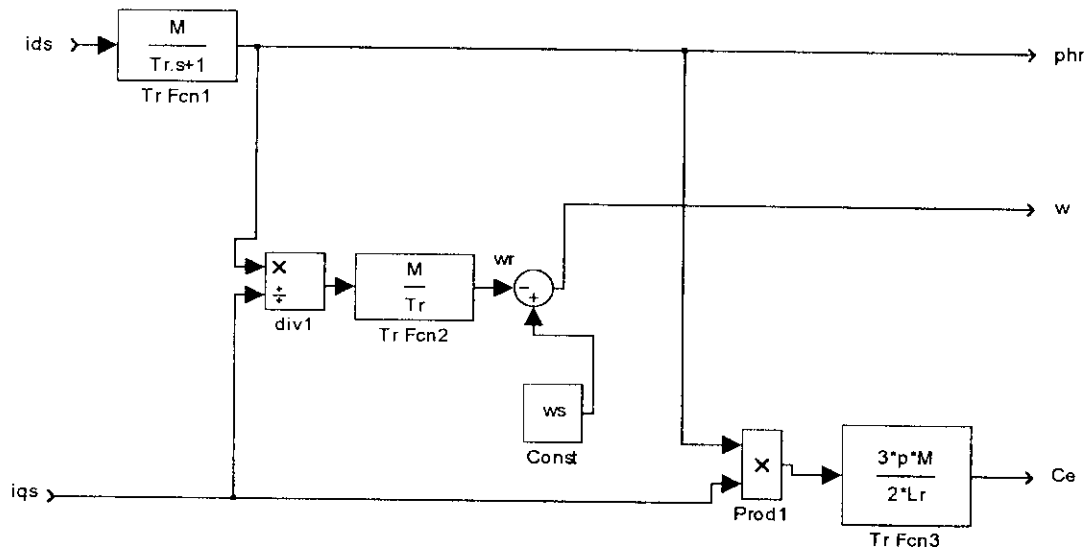 ids
M
Tr.s+1
Tr Fcn1
phr
w
×
÷
div1
M
Tr
Tr Fcn2
wr
-
+
ws
Const
iqs
×
Prod1
3*p*M
2*Lr
Tr Fcn3
Ce